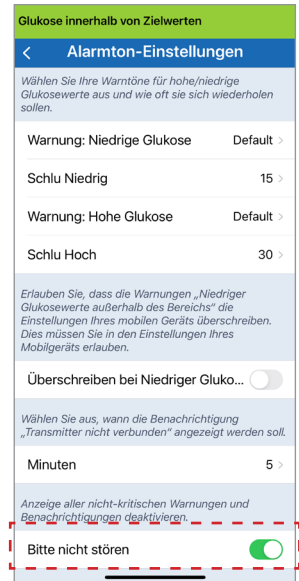 Glukose innerhalb von Zielwerten
Alarmton-Einstellungen
Wählen Sie Ihre Warntöne für hohe/niedrige
Glukosewerte aus und wie oft sie sich wiederholen
sollen.
Warnung: Niedrige Glukose Default
Schlu Niedrig 15
Warnung: Hohe Glukose Default
Schlu Hoch 30
Erlauben Sie, dass die Warnungen „Niedriger
Glukosewerte außerhalb des Bereichs“ die
Einstellungen Ihres mobilen Geräts überschreiben.
Dies müssen Sie in den Einstellungen Ihres
Mobilgeräts erlauben.
Überschreiben bei Niedriger Gluko...
Wählen Sie aus, wann die Benachrichtigung
„Transmitter nicht verbunden“ angezeigt werden soll.
Minuten 5
Anzeige aller nicht-kritischen Warnungen und
Benachrichtigungen deaktivieren.
Bitte nicht stören